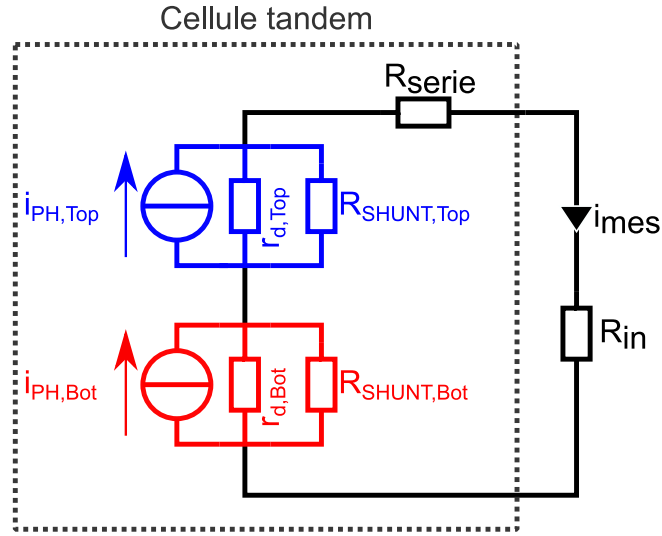 Cellule tandem
Rserie
iPH,Top
rd,Top
RSHUNT,Top
imes
Rin
iPH,Bot
rd,Bot
RSHUNT,Bot